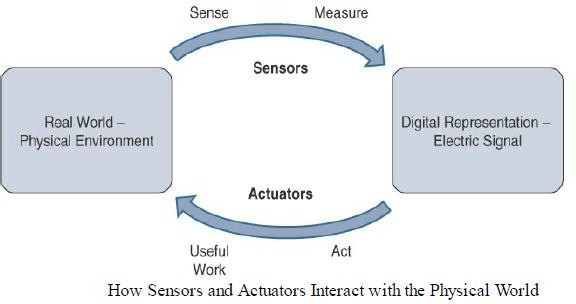 Sense Measure
Sensors
Real World –
Physical Environment
Digital Representation –
Electric Signal
Actuators
Useful
Work
Act
How Sensors and Actuators Interact with the Physical World